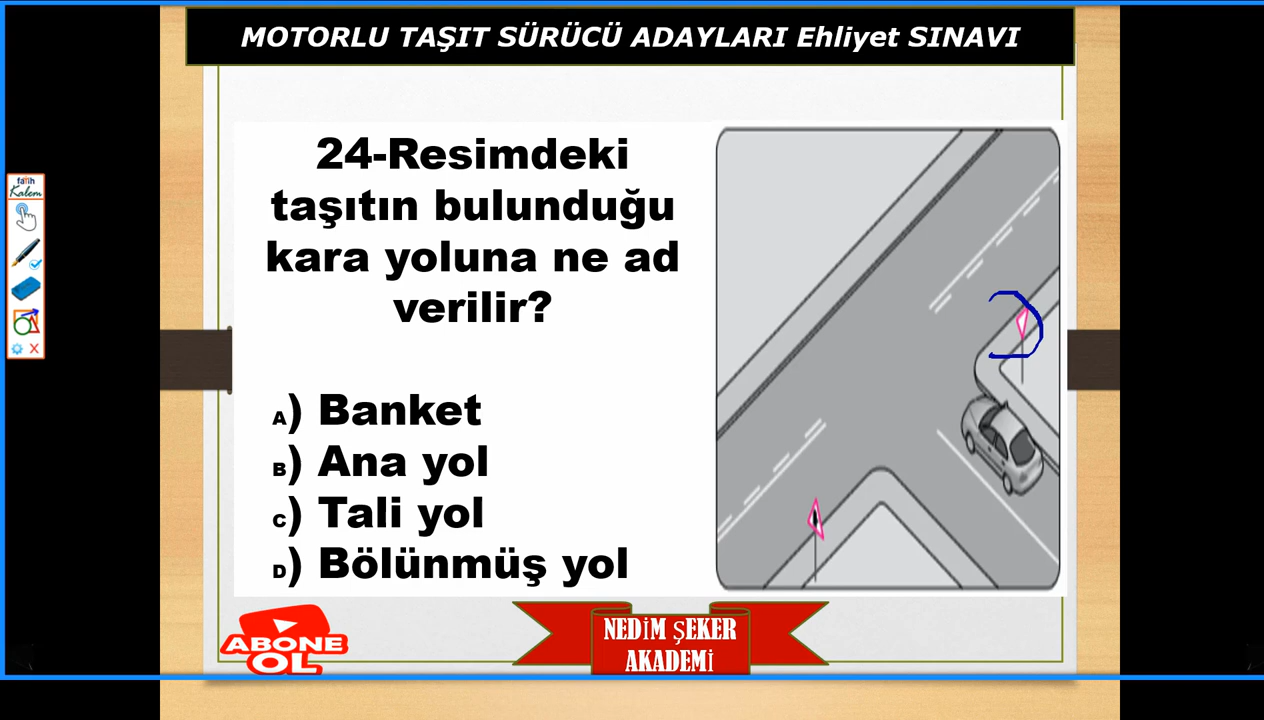 MOTORLU TAŞIT SÜRÜCÜ ADAYLARI Ehliyet SINAVI
fatih
Kalem
24-Resimdeki
taşıtın bulunduğu
kara yoluna ne ad
verilir?
A) Banket
B) Ana yol
C) Tali yol
D) Bölünmüş yol
ABONE
OL
NEDİM ŞEKER
AKADEMİ